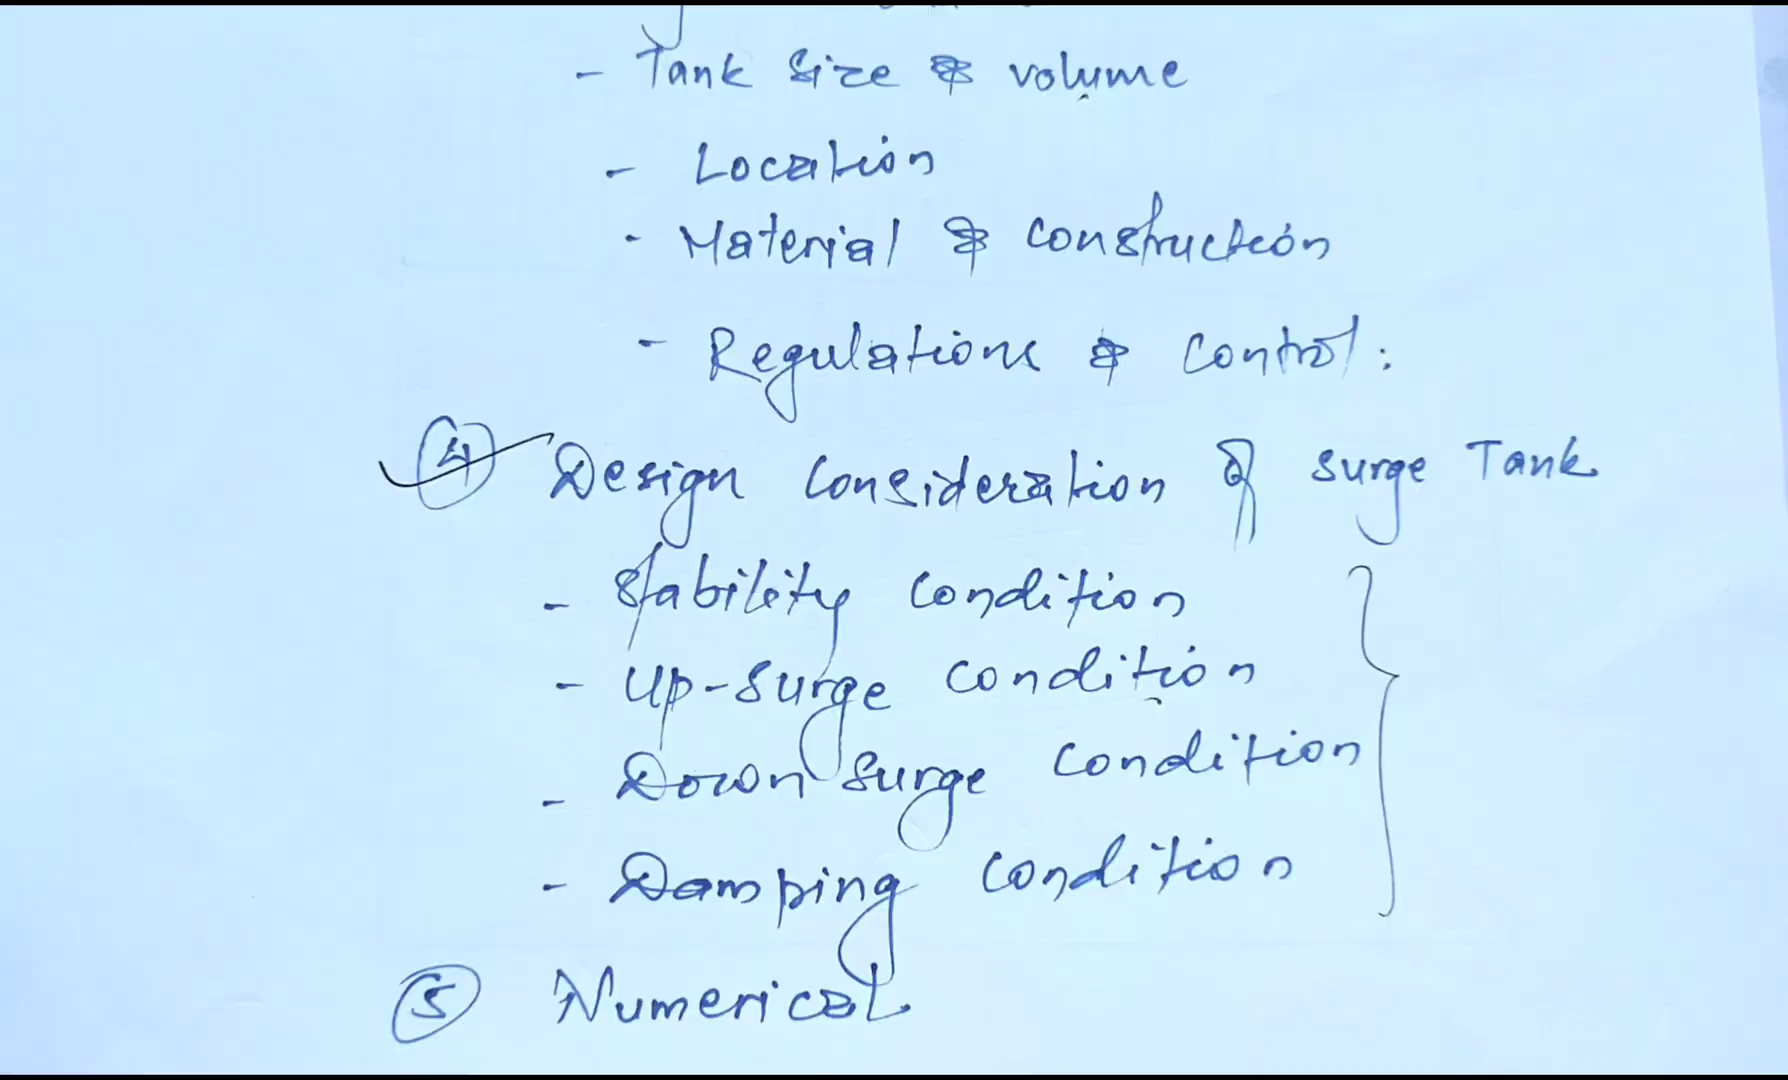 - Tank size & volume
- Location
- Material & construction
- Regulations & control.
④ Design consideration of surge Tank
- stability condition
- Up-surge condition
- Down surge condition
- Damping condition
⑤ Numerical